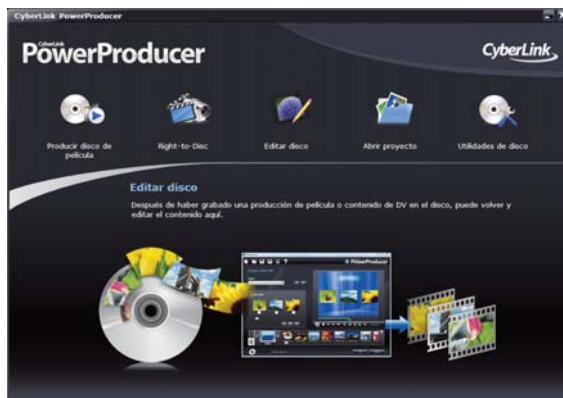 CyberLink PowerProducer
CyberLink
PowerProducer
CyberLink
Producir disco de
película
Right-to-Disc
Editar disco
Abrir proyecto
Utilidades de disco
Editar disco
Después de haber grabado una producción de película o contenido de DV en el disco, puede volver y
editar el contenido aquí.
PowerProducer